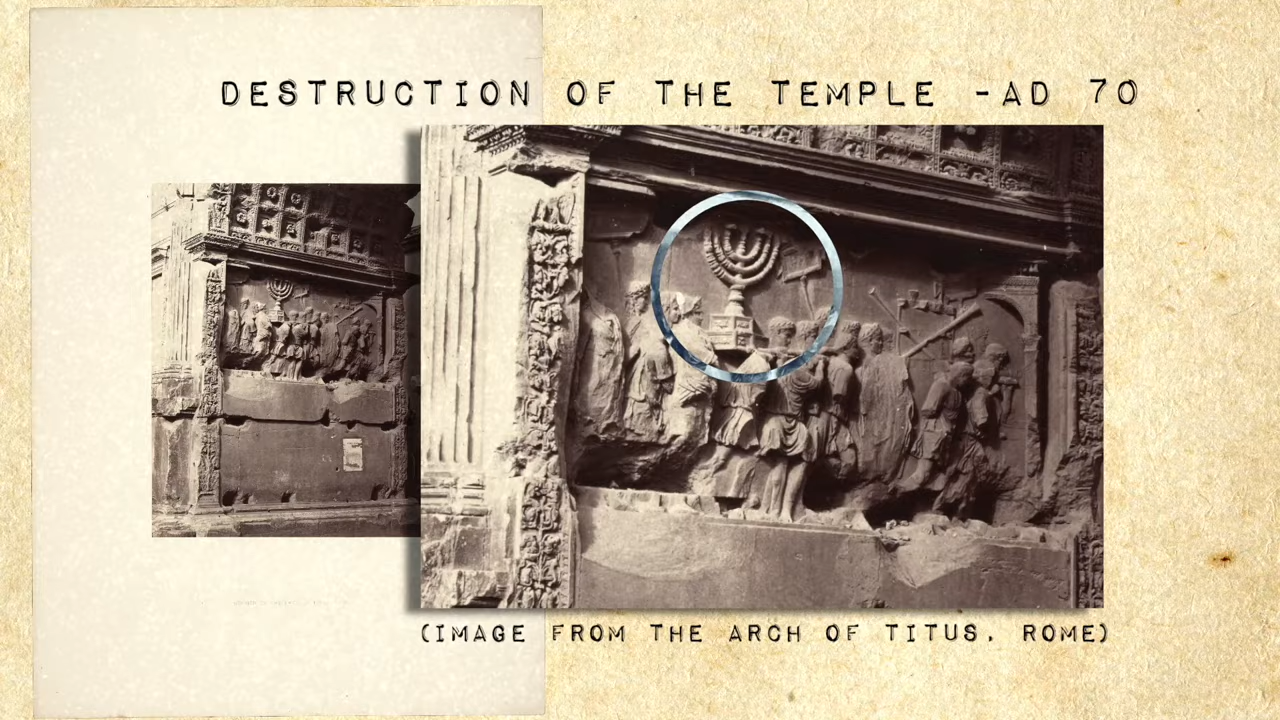 DESTRUCTION OF THE TEMPLE -AD 70
(IMAGE FROM THE ARCH OF TITUS, ROME)